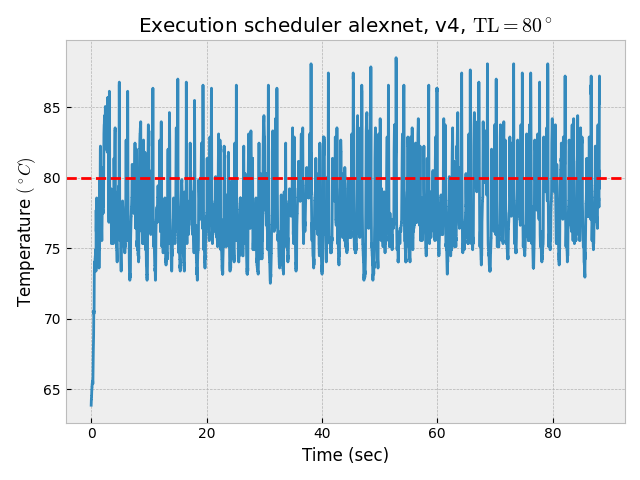 Execution scheduler alexnet, v4, TL = 80°
Temperature (°C)
85
80
75
70
65
0 20 40 60 80
Time (sec)